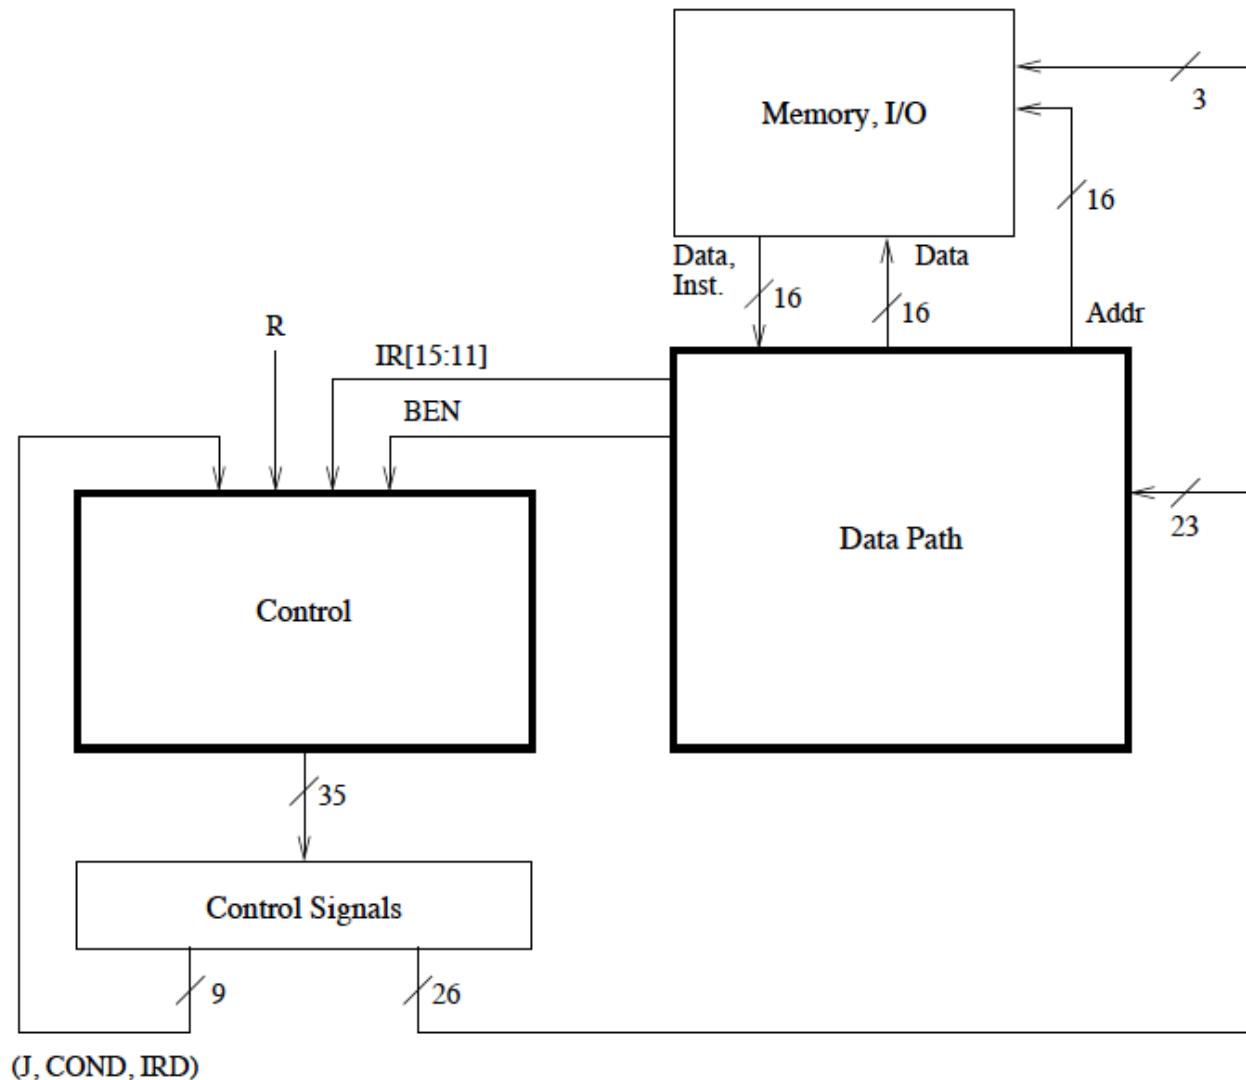 Memory, I/O
3
16
Data,
Inst.
16
Data
16
Addr
R
IR[15:11]
BEN
Control
Data Path
23
35
Control Signals
9
26
(J, COND, IRD)